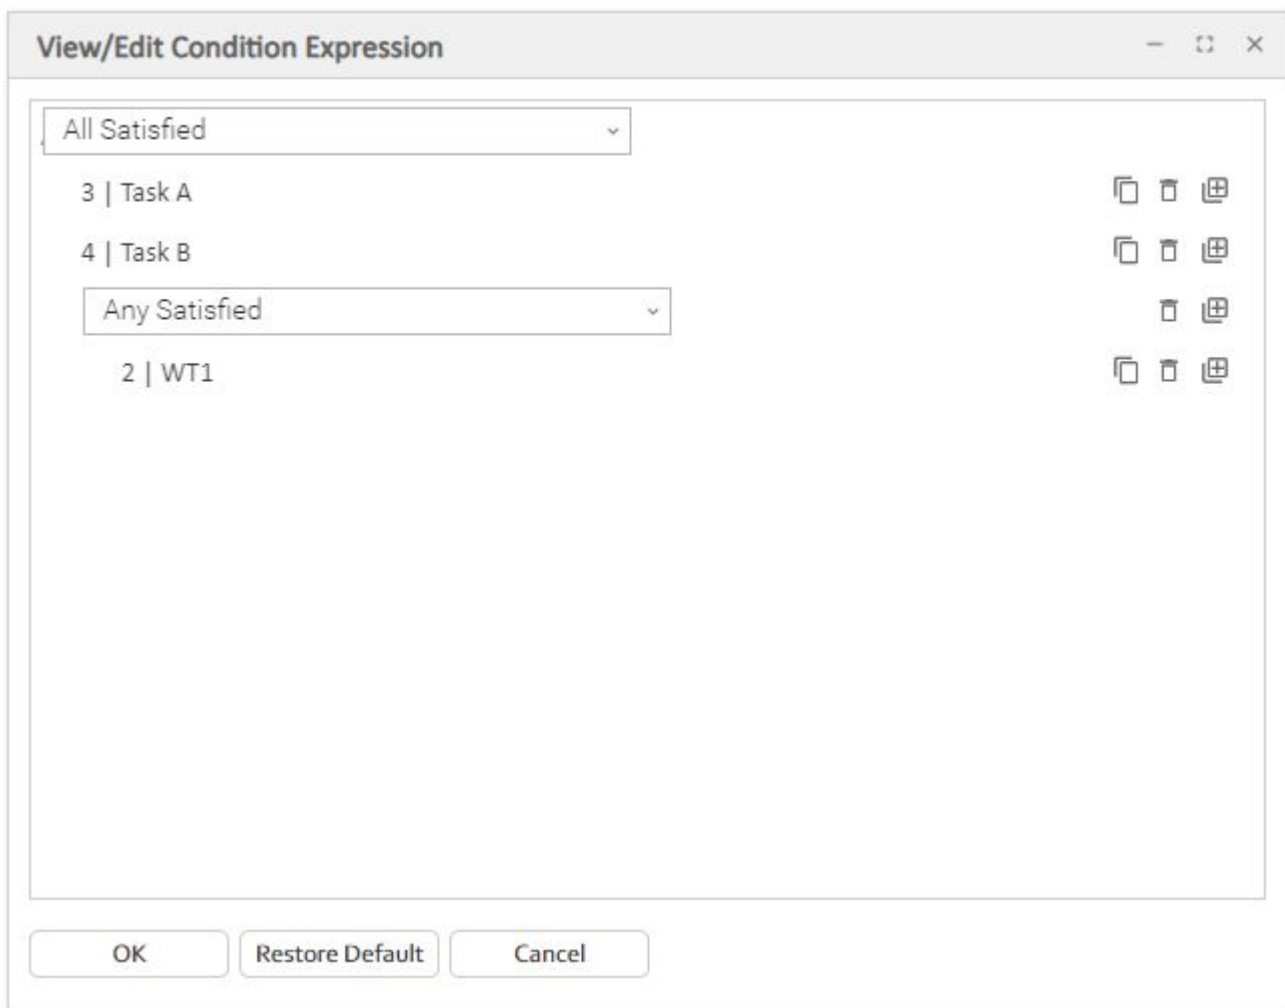 View/Edit Condition Expression
All Satisfied
3 | Task A
4 | Task B
Any Satisfied
2 | WT1
OK Restore Default Cancel